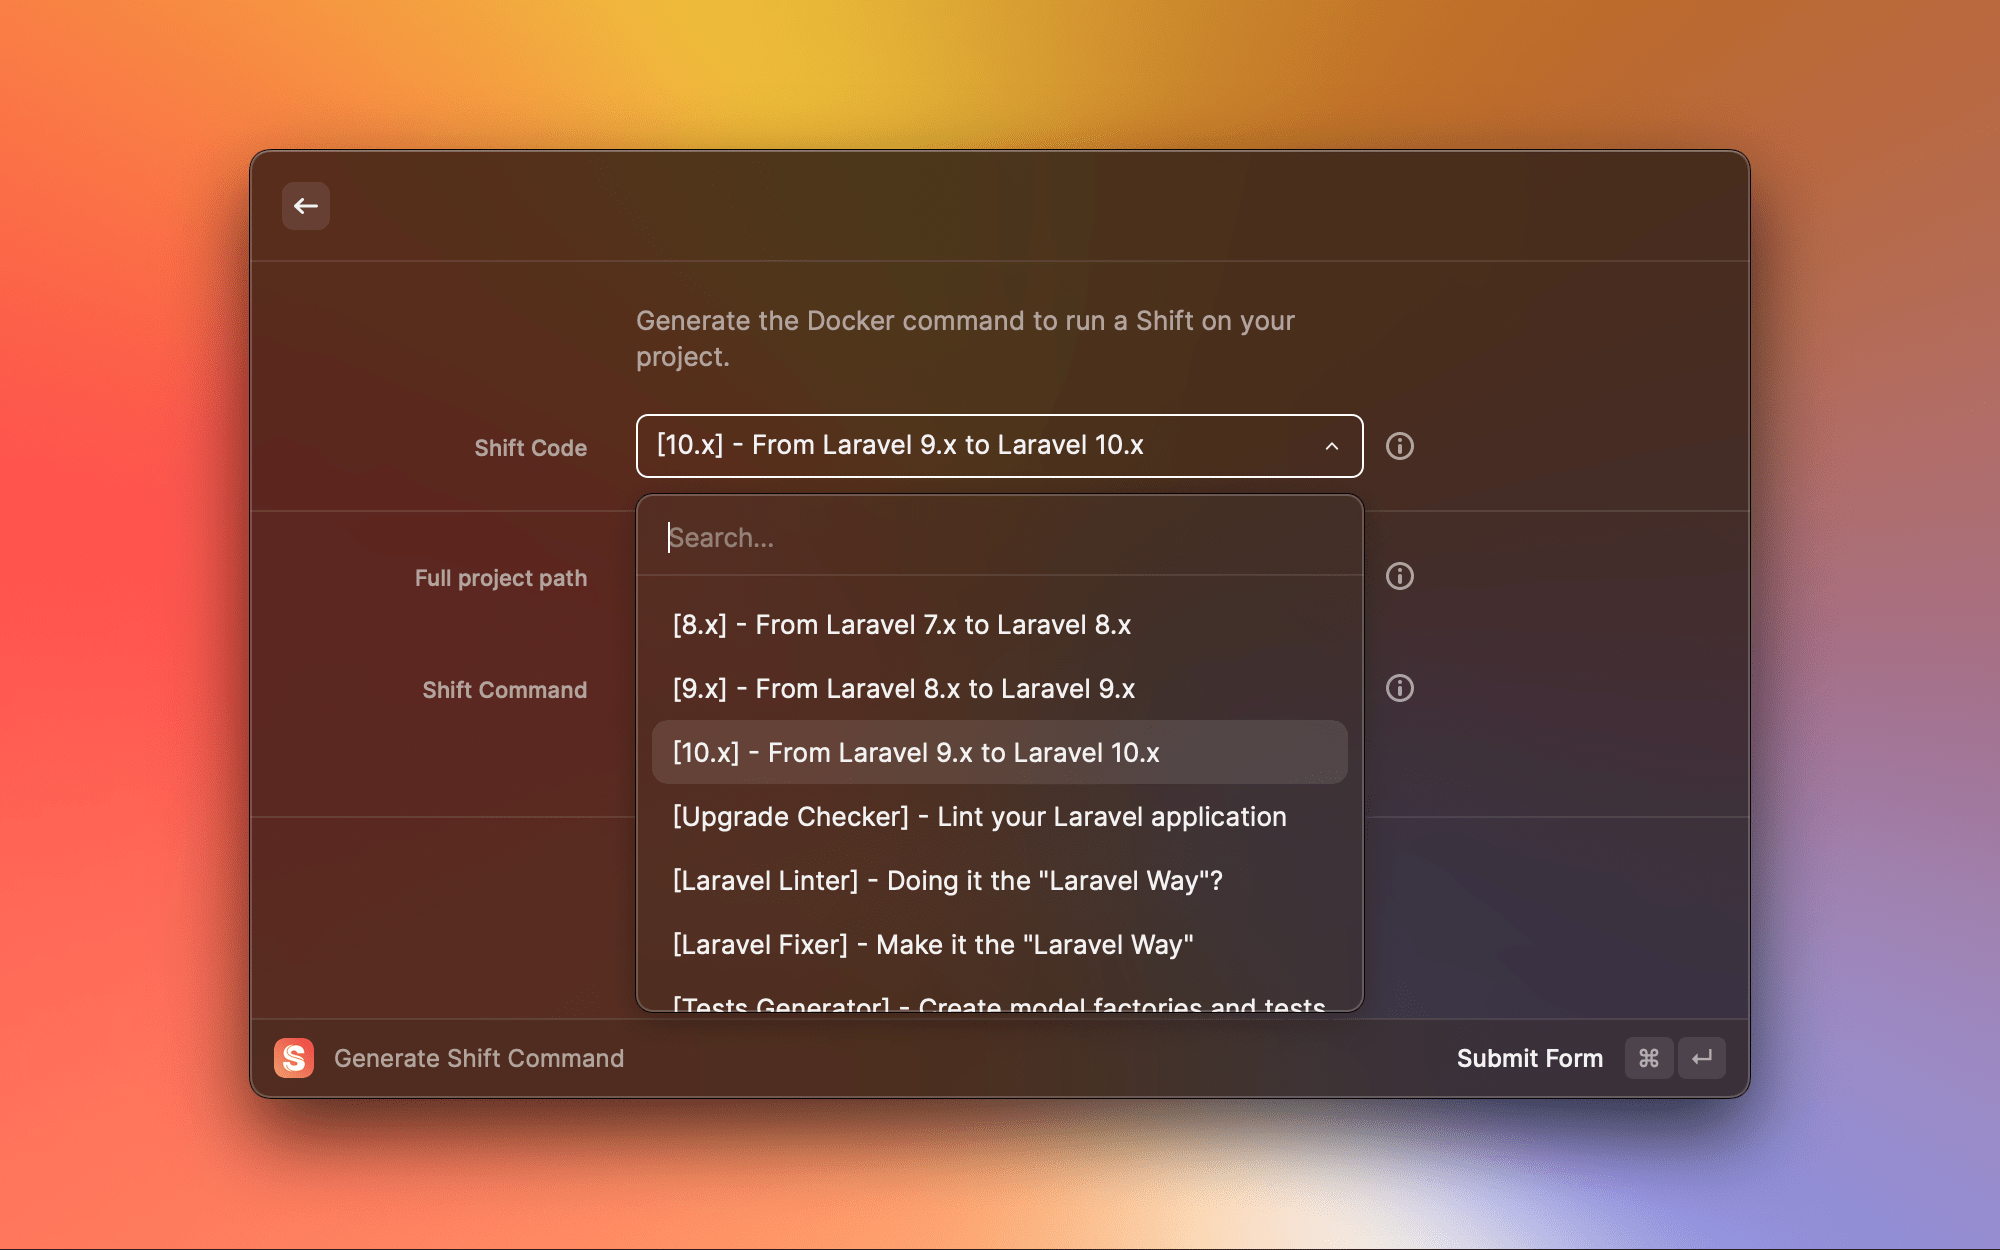 Generate the Docker command to run a Shift on your
project.
Shift Code
[10.x] - From Laravel 9.x to Laravel 10.x
Search...
Full project path
[8.x] - From Laravel 7.x to Laravel 8.x
[9.x] - From Laravel 8.x to Laravel 9.x
Shift Command
[10.x] - From Laravel 9.x to Laravel 10.x
[Upgrade Checker] - Lint your Laravel application
[Laravel Linter] - Doing it the "Laravel Way"?
[Laravel Fixer] - Make it the "Laravel Way"
[Tests Generator] - Create model factories and tests
S Generate Shift Command
Submit Form ⌘ ↵